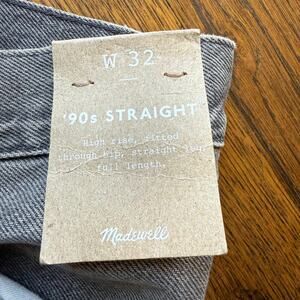 W 32
'90s STRAIGHT
High rise, fitted
through hip, straight leg,
full length.
Madewell